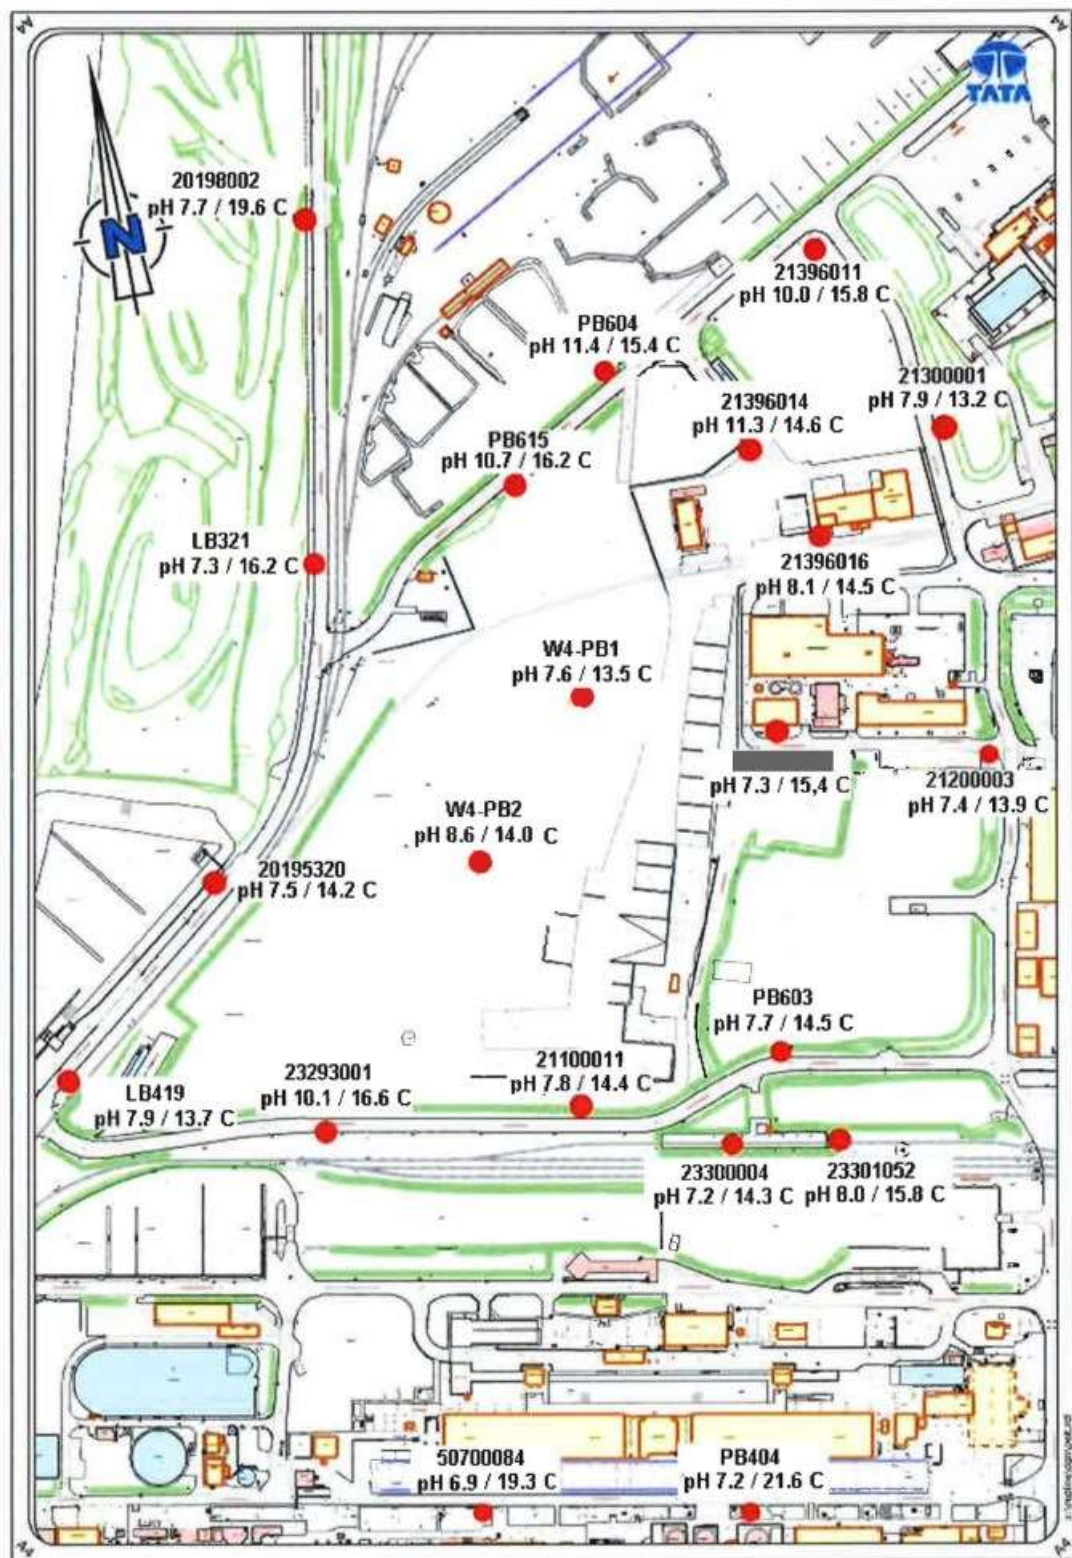 A4
A4
TATA
20198002
pH 7.7 / 19.6 C
N
21396011
pH 10.0 / 15.8 C
PB604
pH 11.4 / 15.4 C
21300001
pH 7.9 / 13.2 C
21396014
pH 11.3 / 14.6 C
PB615
pH 10.7 / 16.2 C
LB321
pH 7.3 / 16.2 C
21396016
pH 8.1 / 14.5 C
W4-PB1
pH 7.6 / 13.5 C
pH 7.3 / 15,4 C
21200003
pH 7.4 / 13.9 C
W4-PB2
pH 8.6 / 14.0 C
20195320
pH 7.5 / 14.2 C
PB603
pH 7.7 / 14.5 C
21100011
pH 7.8 / 14.4 C
23293001
pH 10.1 / 16.6 C
LB419
pH 7.9 / 13.7 C
23300004
pH 7.2 / 14.3 C
23301052
pH 8.0 / 15.8 C
50700084
pH 6.9 / 19.3 C
PB404
pH 7.2 / 21.6 C
A4
A4